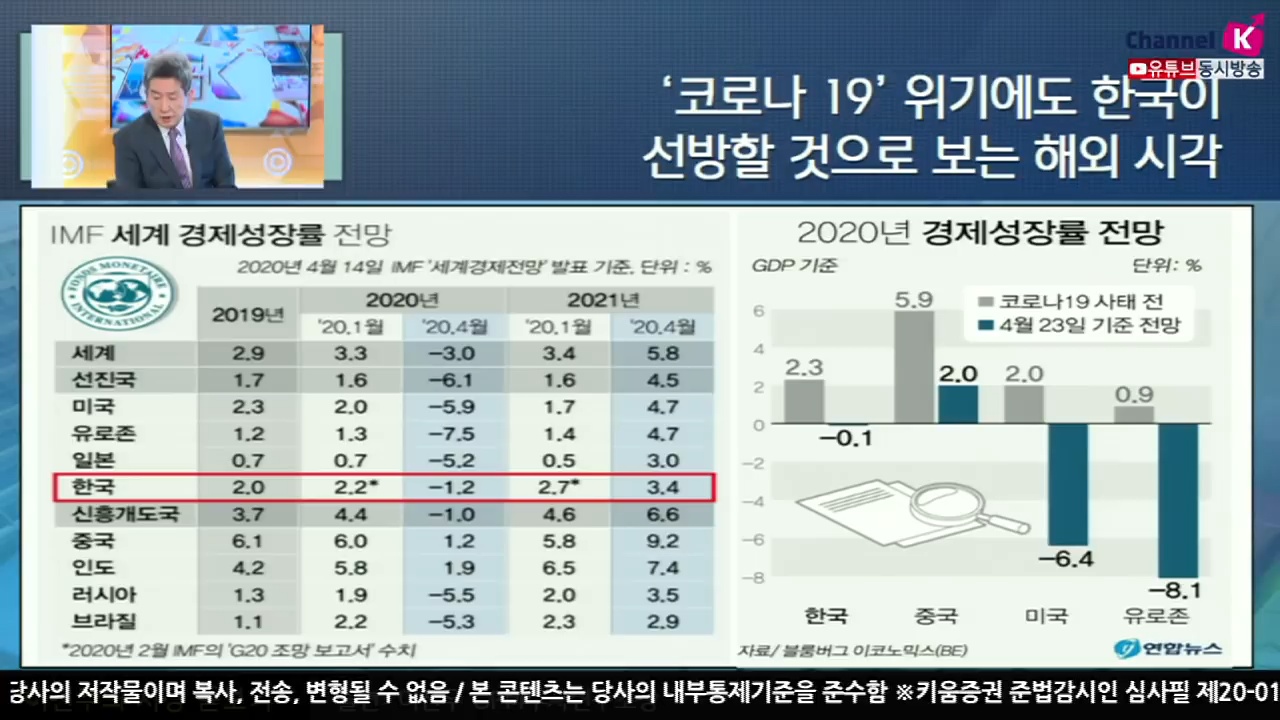 Channel K
유튜브동시방송
‘코로나 19’ 위기에도 한국이
선방할 것으로 보는 해외 시각
IMF 세계 경제성장률 전망
2020년 4월 14일 IMF '세계경제전망' 발표 기준, 단위 : %
FONDS MONETAIRE
INTERNATIONAL
2019년 2020년 2021년
'20.1월 '20.4월 '20.1월 '20.4월
세계 2.9 3.3 −3.0 3.4 5.8
선진국 1.7 1.6 −6.1 1.6 4.5
미국 2.3 2.0 −5.9 1.7 4.7
유로존 1.2 1.3 −7.5 1.4 4.7
일본 0.7 0.7 −5.2 0.5 3.0
한국 2.0 2.2* −1.2 2.7* 3.4
신흥개도국 3.7 4.4 −1.0 4.6 6.6
중국 6.1 6.0 1.2 5.8 9.2
인도 4.2 5.8 1.9 6.5 7.4
러시아 1.3 1.9 −5.5 2.0 3.5
브라질 1.1 2.2 −5.3 2.3 2.9
*2020년 2월 IMF의 'G20 조망 보고서' 수치
2020년 경제성장률 전망
GDP 기준 단위: %
코로나19 사태 전
4월 23일 기준 전망
6
4
2
0
−2
−4
−6
−8
2.3 −0.1
5.9 2.0
2.0 −6.4
0.9 −8.1
한국 중국 미국 유로존
자료/ 블룸버그 이코노믹스(BE)
연합뉴스
당사의 저작물이며 복사, 전송, 변형될 수 없음 / 본 콘텐츠는 당사의 내부통제기준을 준수함 ※키움증권 준법감시인 심사필 제20-01